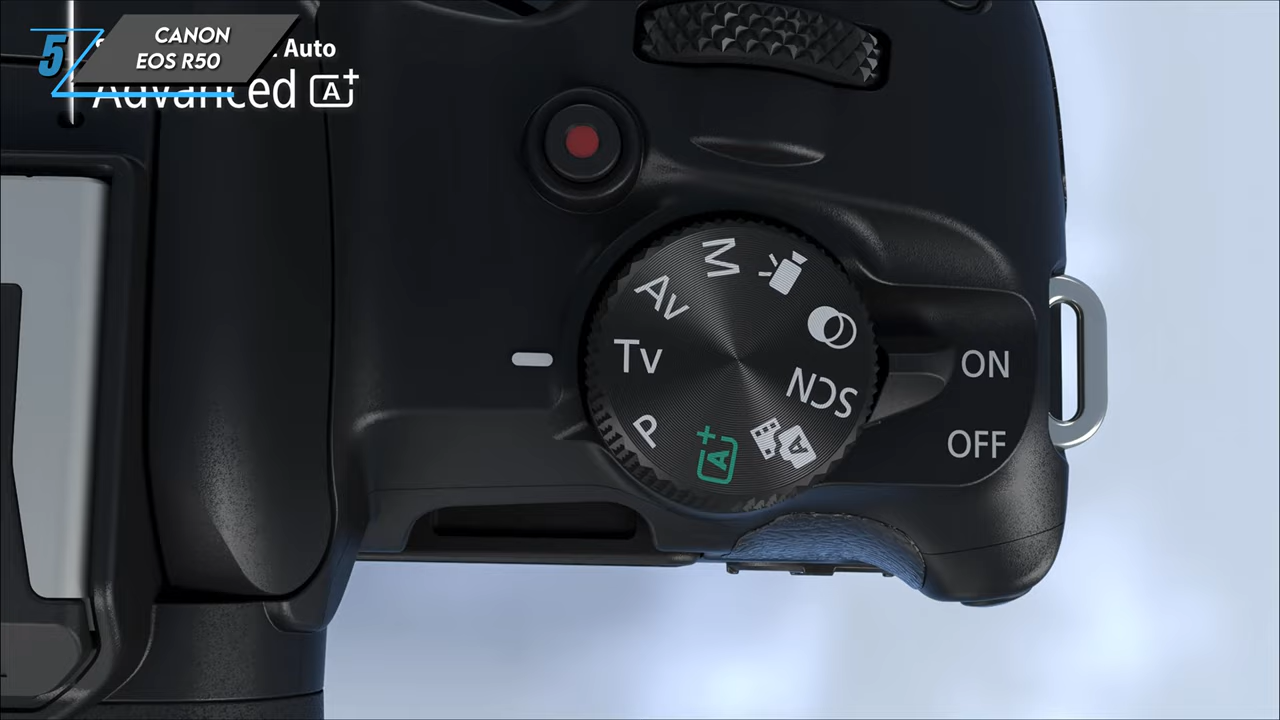 5
CANON
EOS R50
Auto
Advanced A+
M
Av
Tv
P
A+
A
SCN
ON
OFF